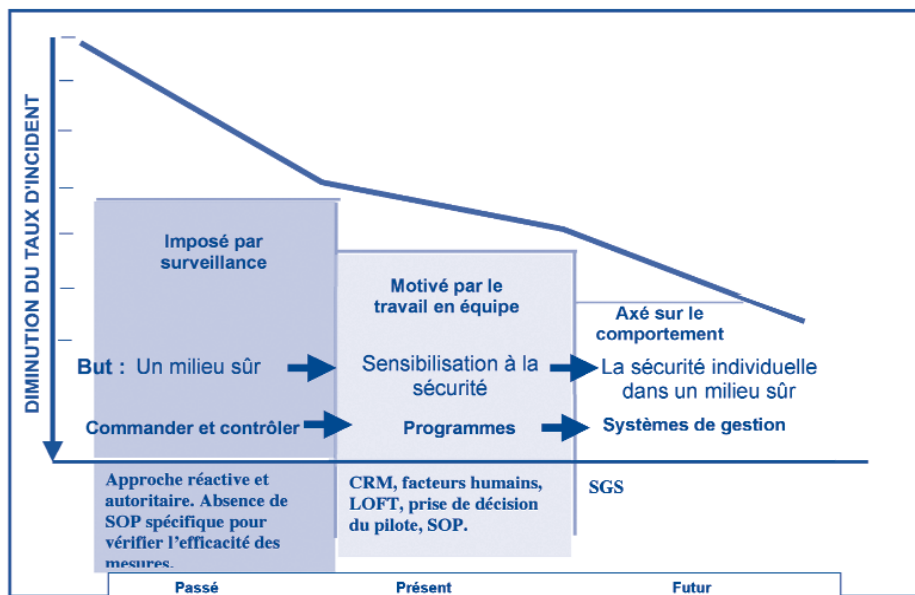 DIMINUTION DU TAUX D'INCIDENT
Imposé par
surveillance
Motivé par le
travail en équipe
Axé sur le
comportement
But : Un milieu sûr
Sensibilisation à la
sécurité
La sécurité individuelle
dans un milieu sûr
Commander et contrôler
Programmes
Systèmes de gestion
Approche réactive et
autoritaire. Absence de
SOP spécifique pour
vérifier l'efficacité des
mesures.
CRM, facteurs humains,
LOFT, prise de décision
du pilote, SOP.
SGS
Passé
Présent
Futur